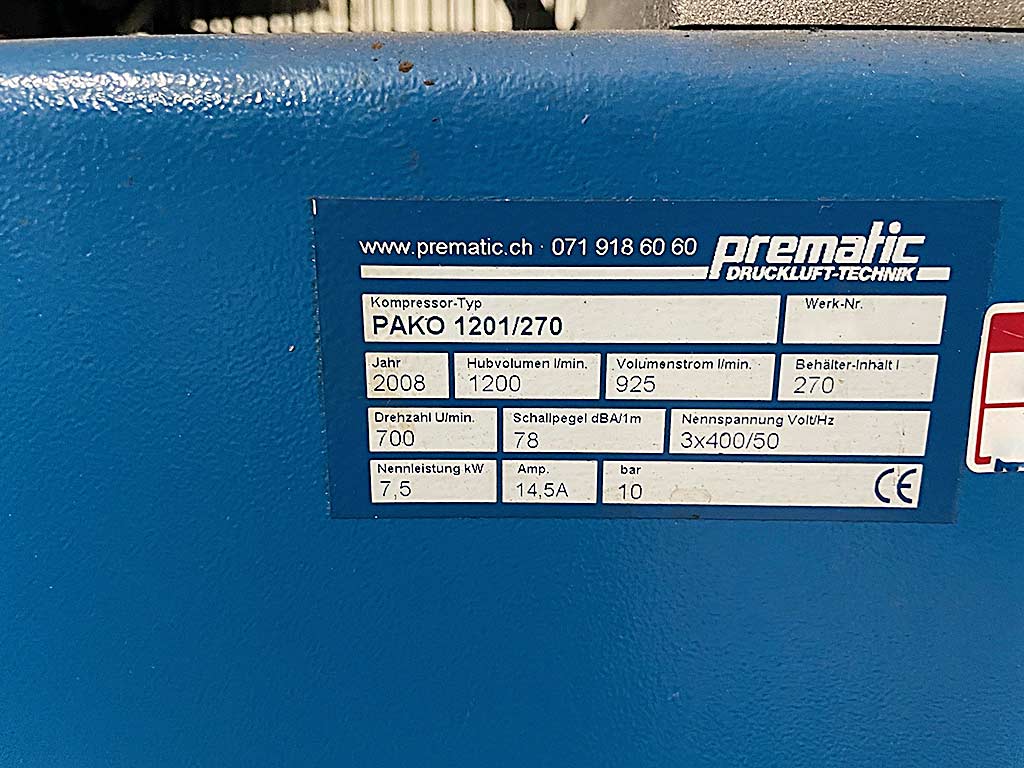 www.prematic.ch · 071 918 60 60 prematic
DRUCKLUFT-TECHNIK
Kompressor-Typ Werk-Nr.
PAKO 1201/270
Jahr Hubvolumen l/min. Volumenstrom l/min. Behälter-Inhalt l
2008 1200 925 270
Drehzahl U/min. Schallpegel dBA/1m Nennspannung Volt/Hz
700 78 3x400/50
Nennleistung kW Amp. bar
7,5 14,5A 10 CE